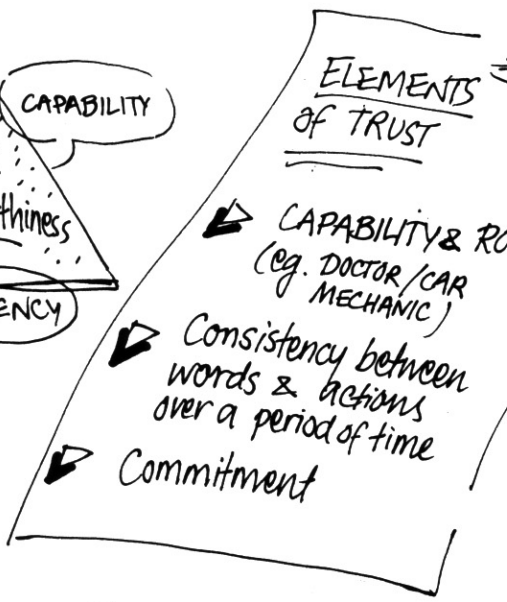 CAPABILITY
thiness
ENCY
ELEMENTS
of TRUST
CAPABILITY & RO
(eg. DOCTOR/CAR
MECHANIC)
Consistency between
words & actions
over a period of time
Commitment